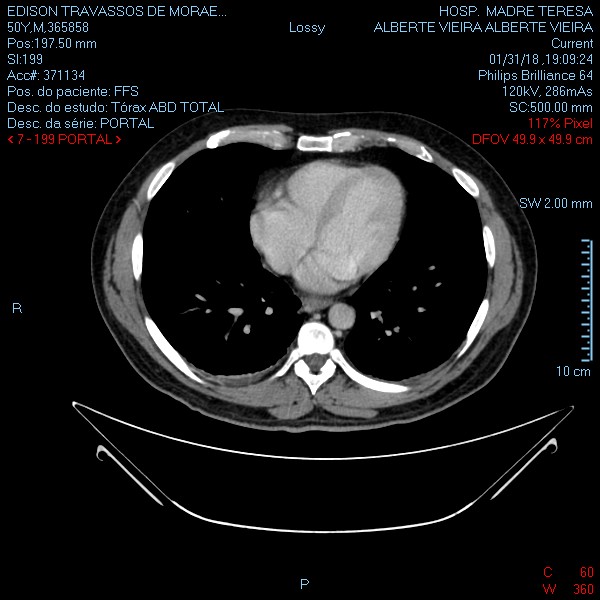 EDISON TRAVASSOS DE MORAE...
50Y,M,365858
Pos:197.50 mm
SI:199
Acc#: 371134
Pos. do paciente: FFS
Desc. do estudo: Tórax ABD TOTAL
Desc. da série: PORTAL
< 7 - 199 PORTAL >
Lossy
HOSP. MADRE TERESA
ALBERTE VIEIRA ALBERTE VIEIRA
Current
01/31/18 ,19:09:24
Philips Brilliance 64
120kV, 286mAs
SC:500.00 mm
117% Pixel
DFOV 49.9 x 49.9 cm
SW 2.00 mm
R
10 cm
P
C 60
W 360